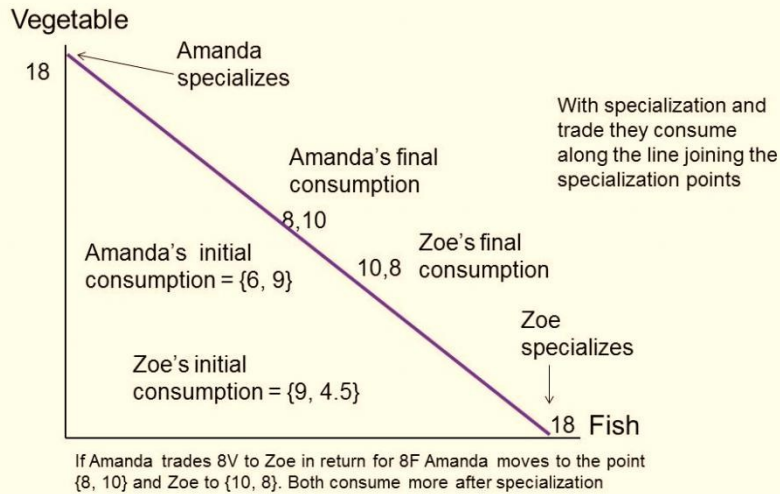 Vegetable
18
Amanda
specializes
With specialization and
trade they consume
along the line joining the
specialization points
Amanda's final
consumption
8,10
Zoe's final
consumption
10,8
Amanda's initial
consumption = {6, 9}
Zoe
specializes
Zoe's initial
consumption = {9, 4.5}
18 Fish
If Amanda trades 8V to Zoe in return for 8F Amanda moves to the point
{8, 10} and Zoe to {10, 8}. Both consume more after specialization